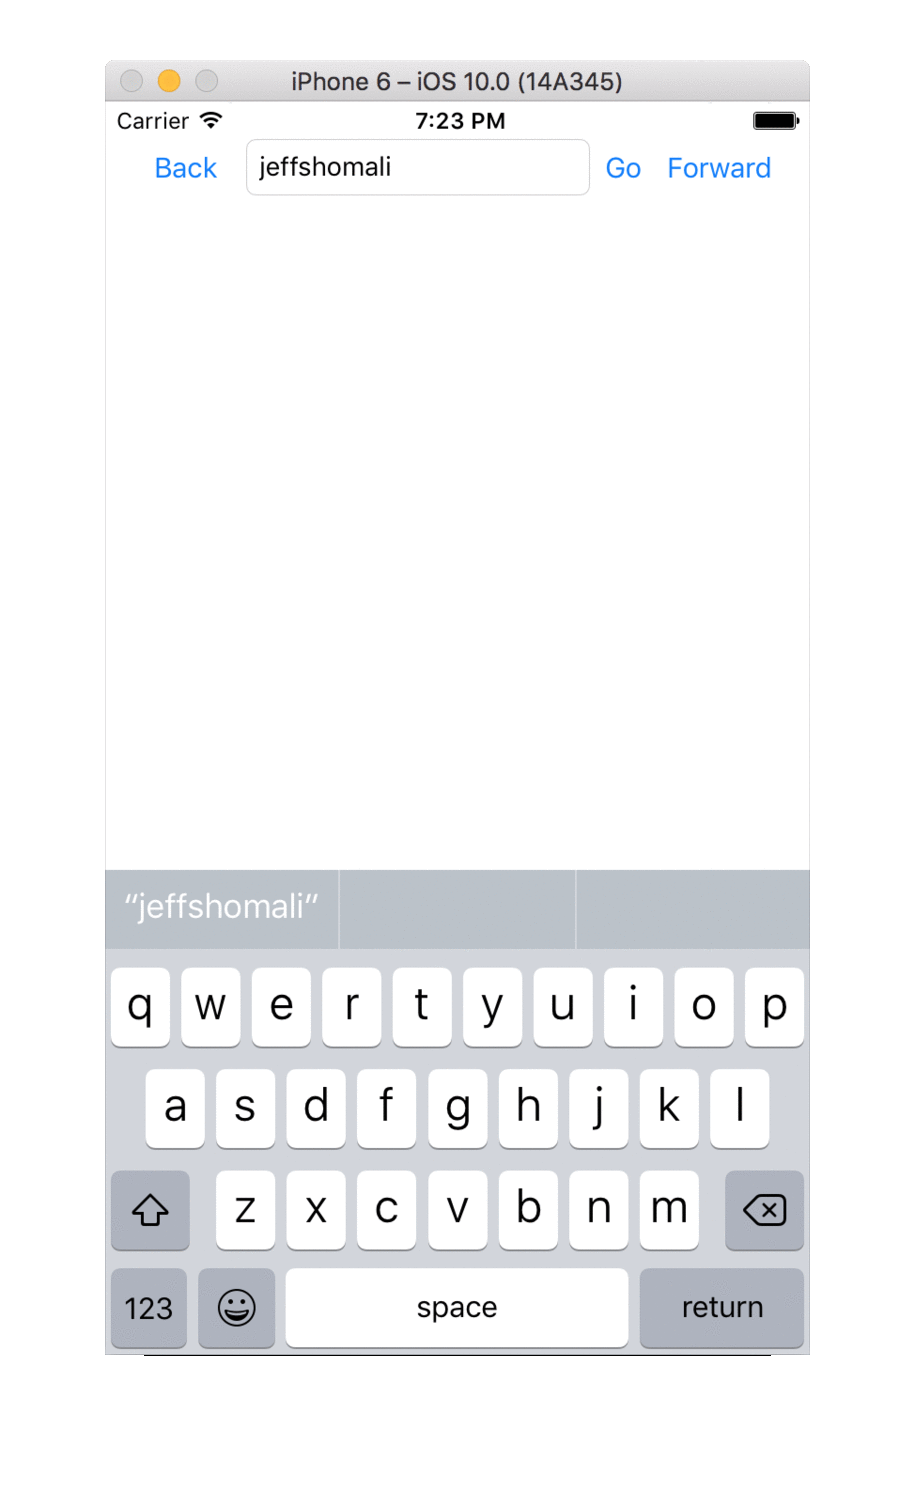 iPhone 6 – iOS 10.0 (14A345)
Carrier 7:23 PM
Back jeffshomali Go Forward
“jeffshomali”
q w e r t y u i o p
a s d f g h j k l
z x c v b n m
123 space return